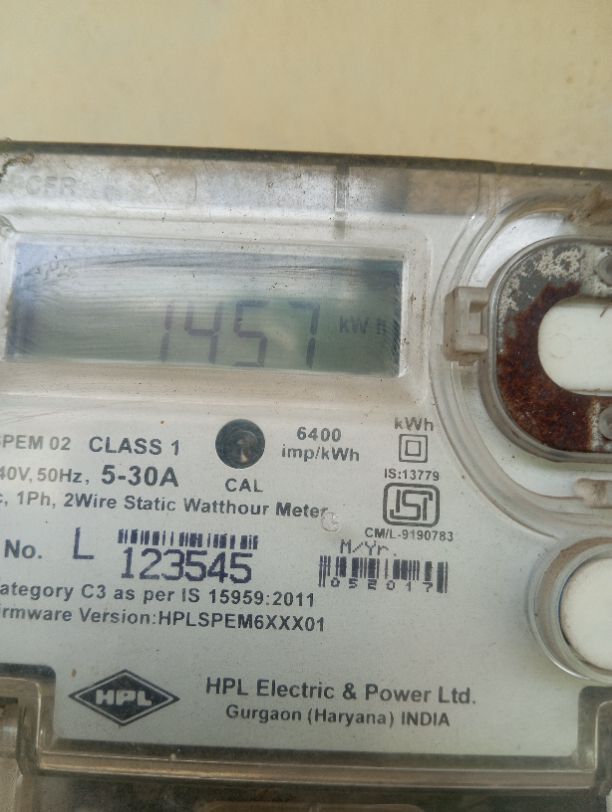 CFR
1457 kWh
SPEM 02 CLASS 1
6400
imp/kWh
kWh
40V, 50Hz, 5-30A
CAL
IS:13779
c, 1Ph, 2Wire Static Watthour Meter
ISI
CM/L-9190783
No. L 123545
M/Yr.
052017
ategory C3 as per IS 15959:2011
irmware Version:HPLSPEM6XXX01
HPL
HPL Electric & Power Ltd.
Gurgaon (Haryana) INDIA